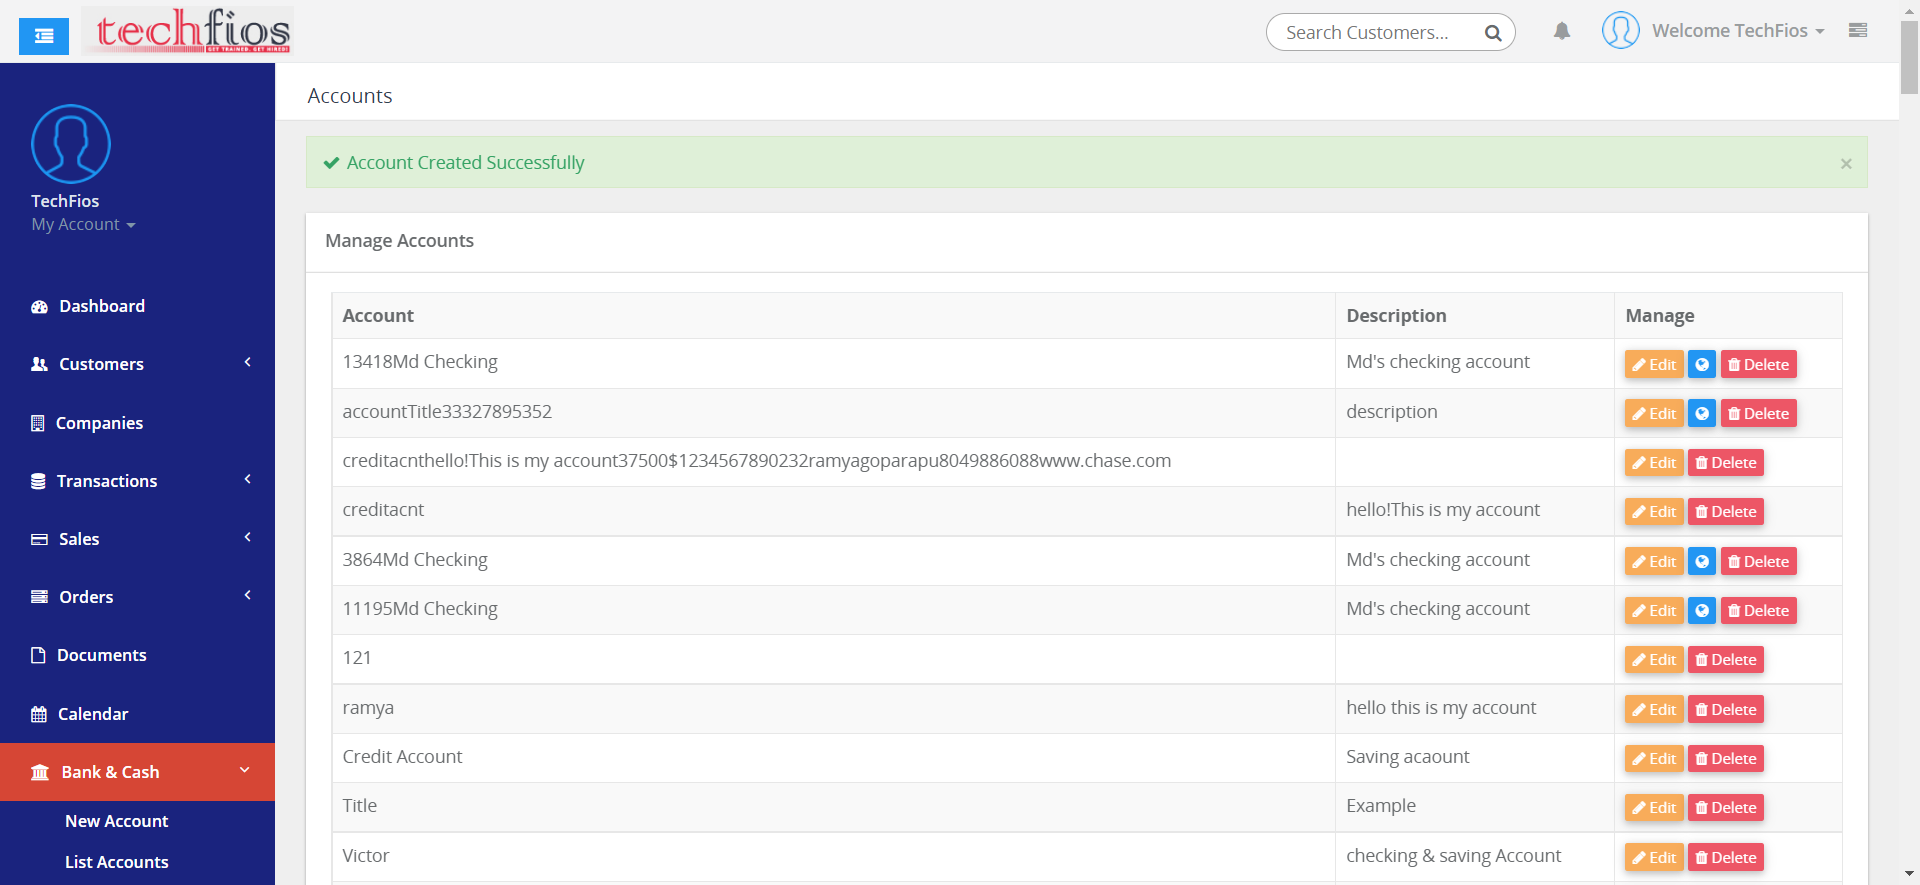 techfios
GET TRAINED. GET HIRED!
Search Customers...
Welcome TechFios
TechFios
My Account
Dashboard
Customers
Companies
Transactions
Sales
Orders
Documents
Calendar
Bank & Cash
New Account
List Accounts
Accounts
Account Created Successfully
×
Manage Accounts
Account Description Manage
13418Md Checking Md's checking account Edit Delete
accountTitle33327895352 description Edit Delete
creditacnthello!This is my account37500$1234567890232ramyagoparapu8049886088www.chase.com Edit Delete
creditacnt hello!This is my account Edit Delete
3864Md Checking Md's checking account Edit Delete
11195Md Checking Md's checking account Edit Delete
121 Edit Delete
ramya hello this is my account Edit Delete
Credit Account Saving acaount Edit Delete
Title Example Edit Delete
Victor checking & saving Account Edit Delete